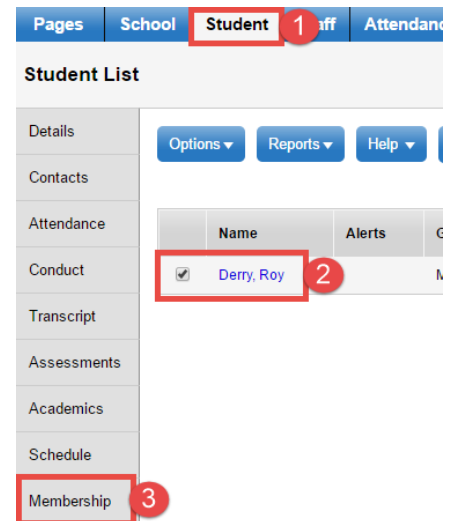 Pages School Student 1 ff Attendanc
Student List
Details
Options Reports Help
Contacts
Attendance
Name Alerts G
Conduct
Derry, Roy 2
Transcript
Assessments
Academics
Schedule
Membership 3